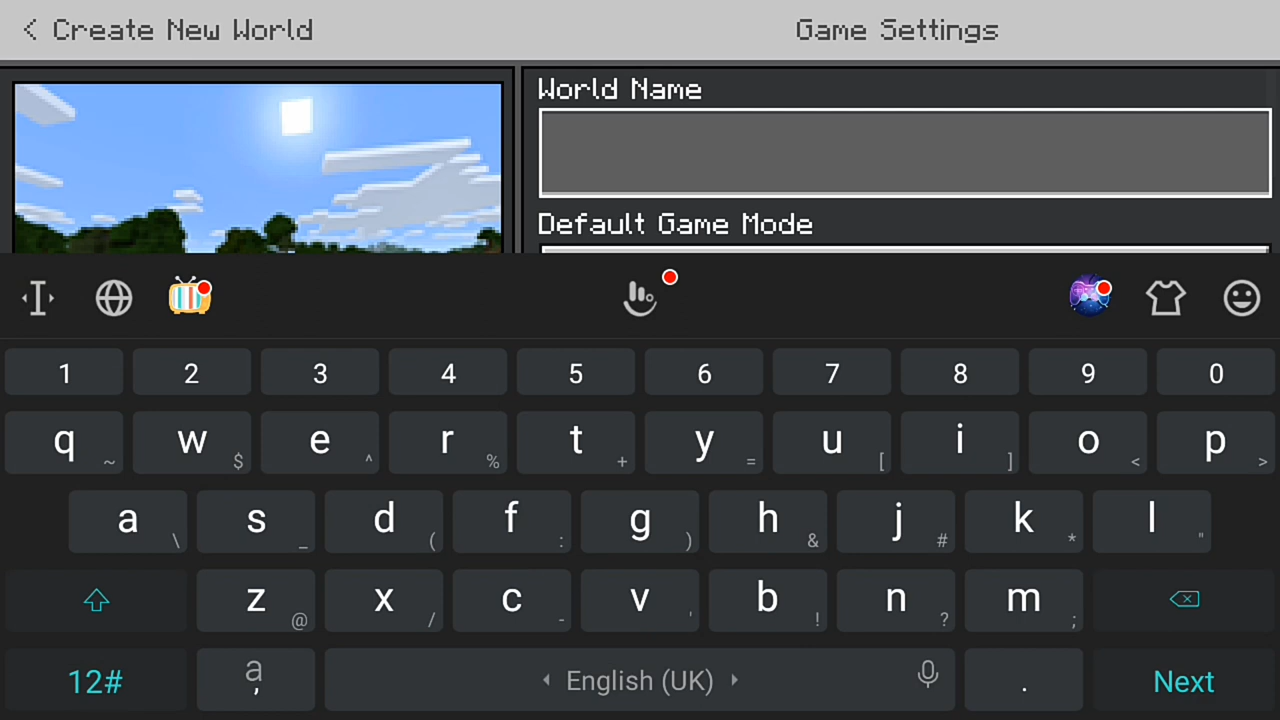 Create New World
Game Settings
World Name
Default Game Mode
1 2 3 4 5 6 7 8 9 0
q ~ w $ e ^ r % t + y = u [ i ] o < p >
a \ s _ d ( f : g ) h & j # k * l "
z @ x / c - v ' b ! n ? m ;
12# a , English (UK) . Next